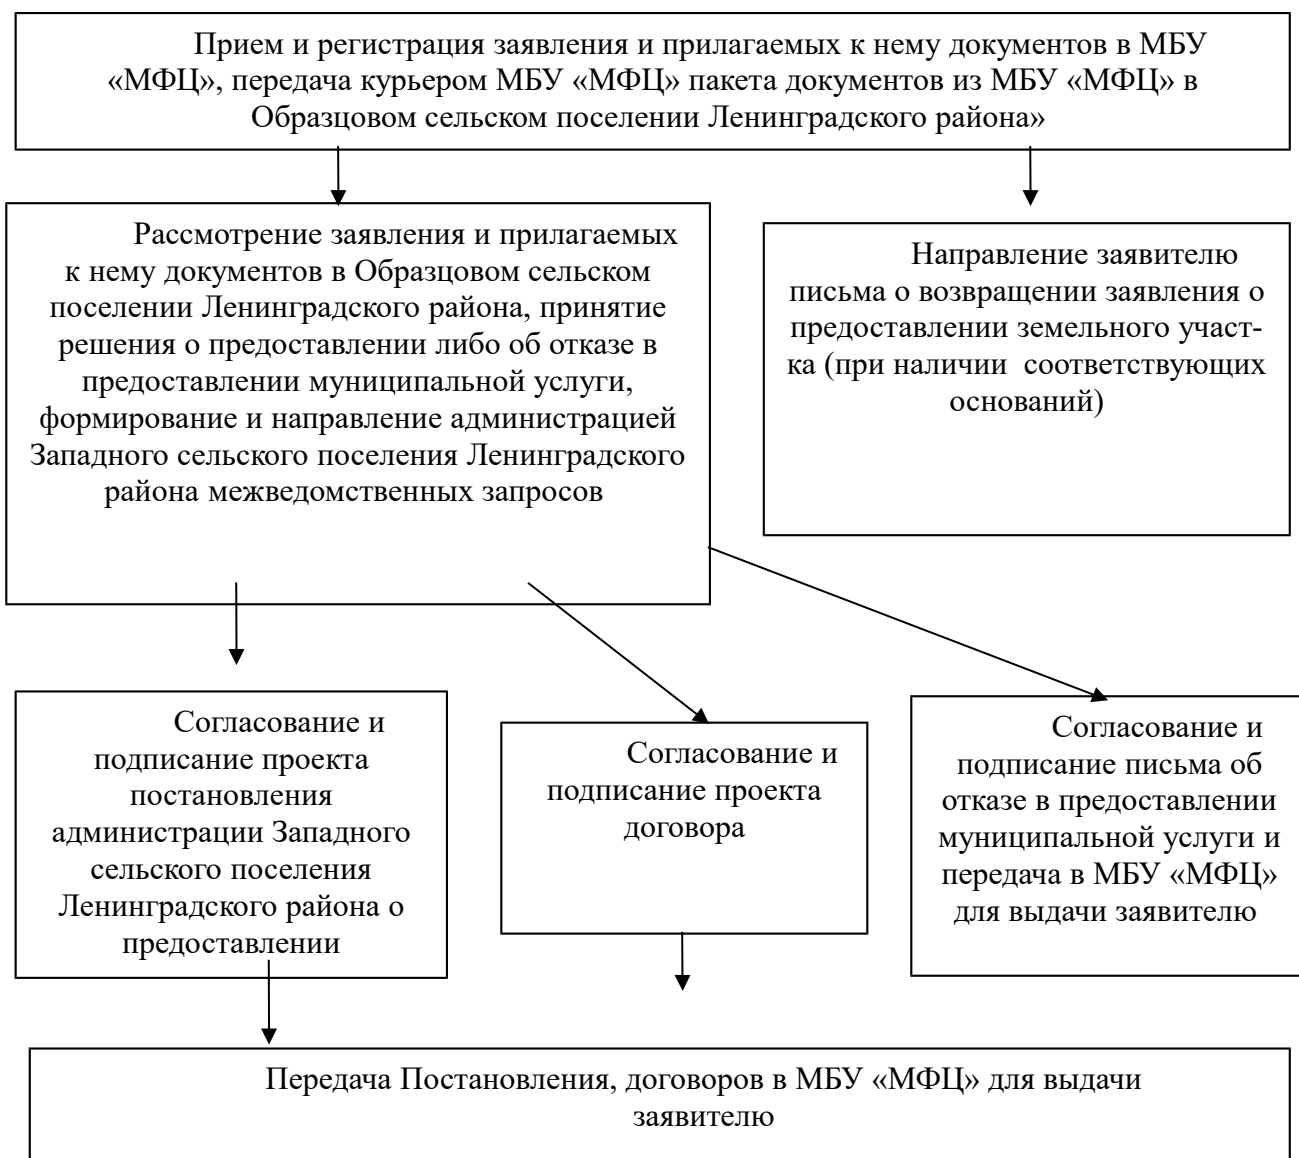 Прием и регистрация заявления и прилагаемых к нему документов в МБУ
«МФЦ», передача курьером МБУ «МФЦ» пакета документов из МБУ «МФЦ» в
Образцовом сельском поселении Ленинградского района»
Рассмотрение заявления и прилагаемых
к нему документов в Образцовом сельском
поселении Ленинградского района, принятие
решения о предоставлении либо об отказе в
предоставлении муниципальной услуги,
формирование и направление администрацией
Западного сельского поселения Ленинградского
района межведомственных запросов
Направление заявителю
письма о возвращении заявления о
предоставлении земельного участ-
ка (при наличии  соответствующих
оснований)
Согласование и
подписание проекта
постановления
администрации Западного
сельского поселения
Ленинградского района о
предоставлении
Согласование и
подписание проекта
договора
Согласование и
подписание письма об
отказе в предоставлении
муниципальной услуги и
передача в МБУ «МФЦ»
для выдачи заявителю
Передача Постановления, договоров в МБУ «МФЦ» для выдачи
заявителю